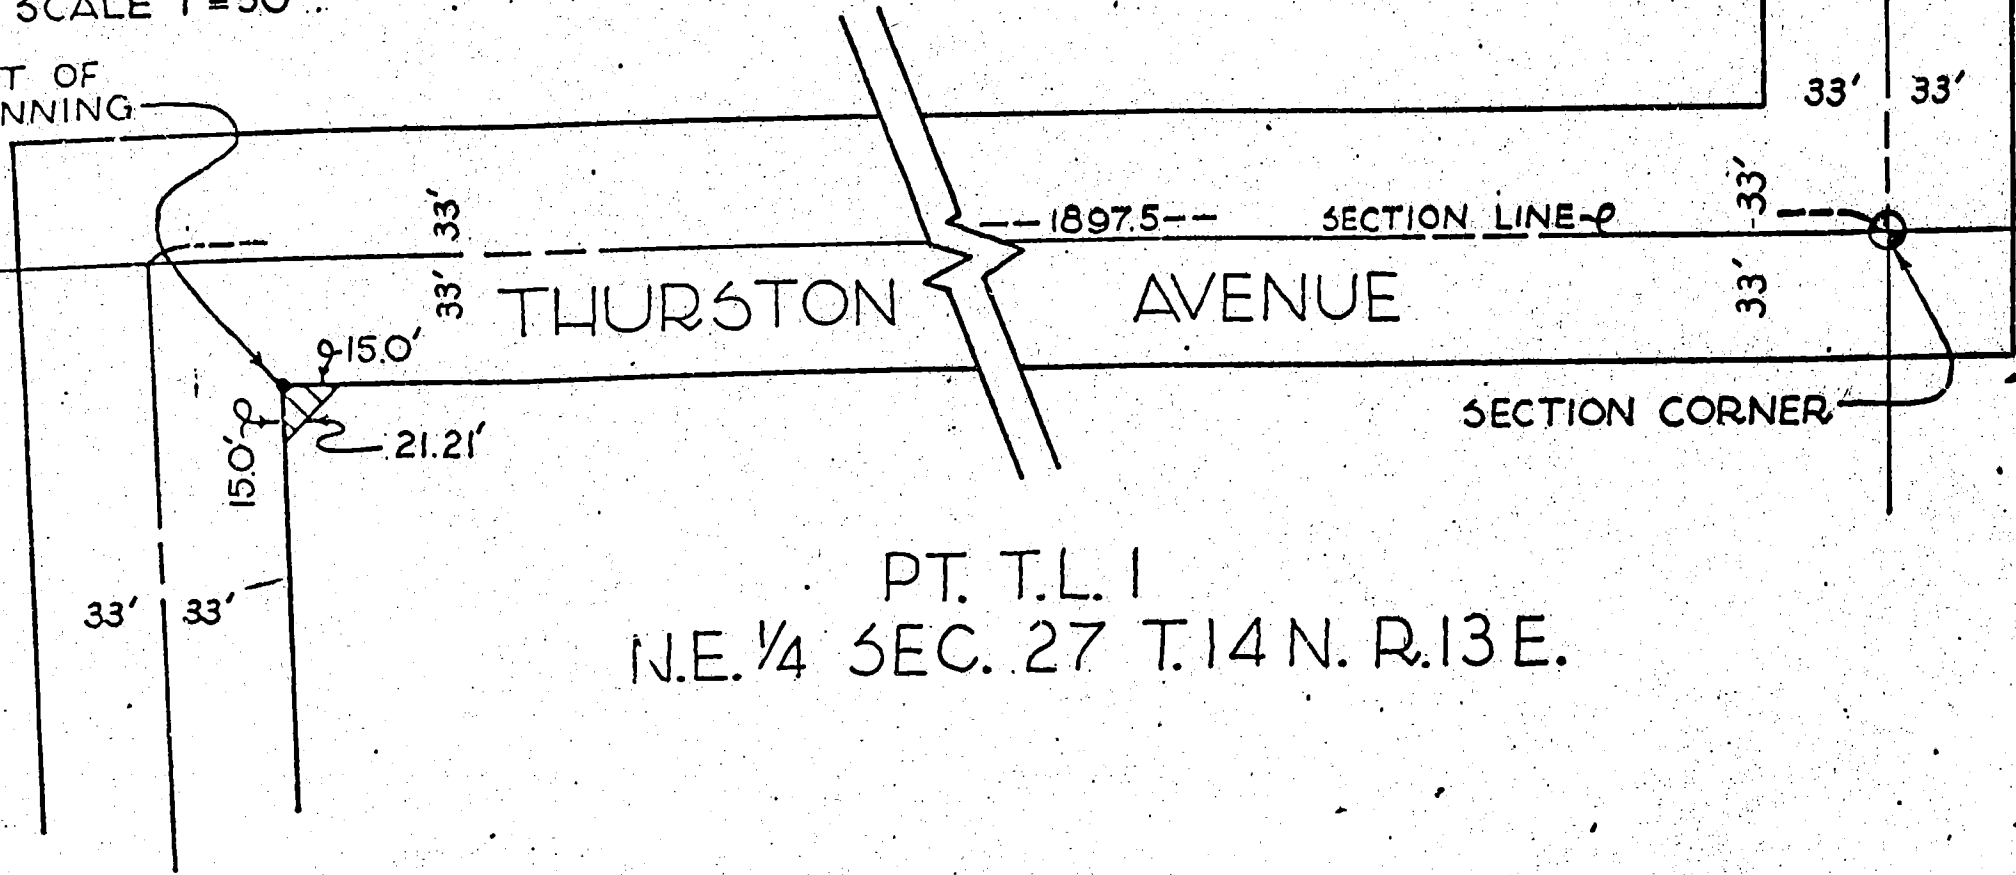 SCALE 1"=50'
T OF
NNING
33' 33'
33'
33'
--1897.5-- SECTION LINE
33'
33'
THURSTON AVENUE
15.0'
15.0'
21.21'
SECTION CORNER
33' 33'
PT. T.L. 1
N.E. 1/4 SEC. 27 T.14 N. R.13 E.